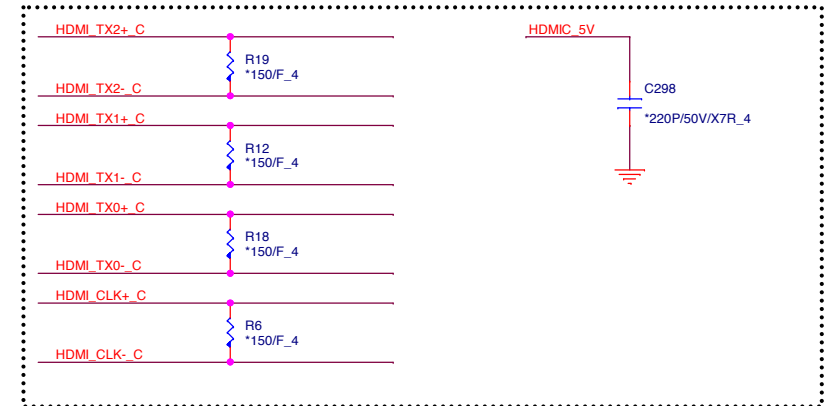 HDMI_TX2+_C
R19
*150/F_4
HDMI_TX2-_C
HDMI_TX1+_C
R12
*150/F_4
HDMI_TX1-_C
HDMI_TX0+_C
R18
*150/F_4
HDMI_TX0-_C
HDMI_CLK+_C
R6
*150/F_4
HDMI_CLK-_C
HDMIC_5V
C298
*220P/50V/X7R_4